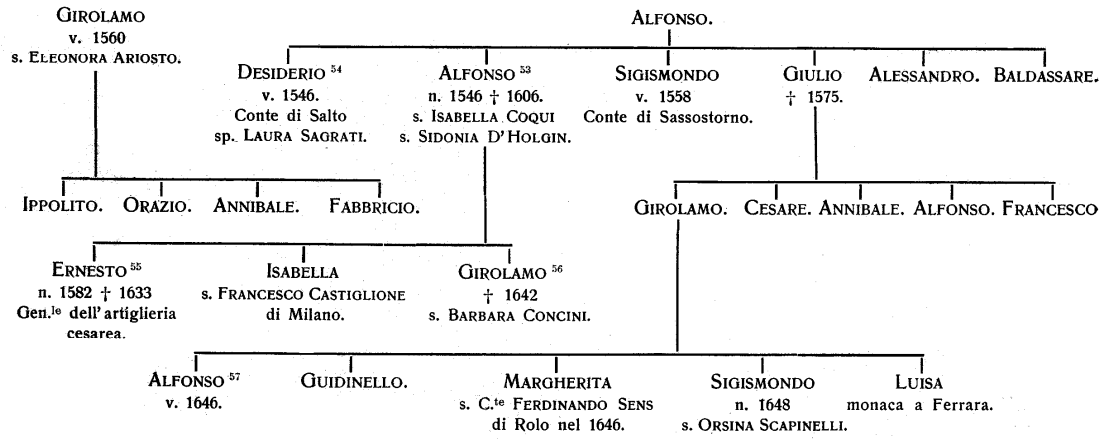 GIROLAMO
v. 1560
s. ELEONORA ARIOSTO.
ALFONSO.
DESIDERIO 54
v. 1546.
Conte di Salto
sp. LAURA SAGRATI.
ALFONSO 53
n. 1546 † 1606.
s. ISABELLA COQUI
s. SIDONIA D'HOLGIN.
SIGISMONDO
v. 1558
Conte di Sassostorno.
GIULIO
† 1575.
ALESSANDRO.
BALDASSARE.
IPPOLITO.
ORAZIO.
ANNIBALE.
FABBRICIO.
GIROLAMO.
CESARE.
ANNIBALE.
ALFONSO.
FRANCESCO
ERNESTO 55
n. 1582 † 1633
Gen.le dell'artiglieria
cesarea.
ISABELLA
s. FRANCESCO CASTIGLIONE
di Milano.
GIROLAMO 56
† 1642
s. BARBARA CONCINI.
ALFONSO 57
v. 1646.
GUIDINELLO.
MARGHERITA
s. C.te FERDINANDO SENS
di Rolo nel 1646.
SIGISMONDO
n. 1648
s. ORSINA SCAPINELLI.
LUISA
monaca a Ferrara.